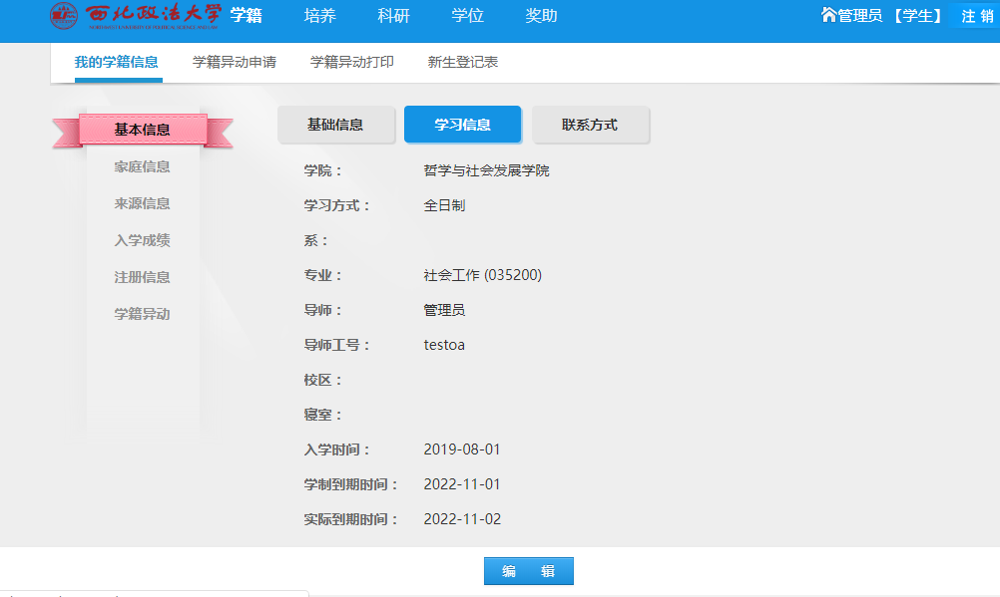 西北政法大学 学籍 培养 科研 学位 奖助 管理员 【学生】 注 销
我的学籍信息 学籍异动申请 学籍异动打印 新生登记表
基本信息
家庭信息
来源信息
入学成绩
注册信息
学籍异动
基础信息 学习信息 联系方式
学院： 哲学与社会发展学院
学习方式： 全日制
系：
专业： 社会工作 (035200)
导师： 管理员
导师工号： testoa
校区：
寝室：
入学时间： 2019-08-01
学制到期时间： 2022-11-01
实际到期时间： 2022-11-02
编 辑